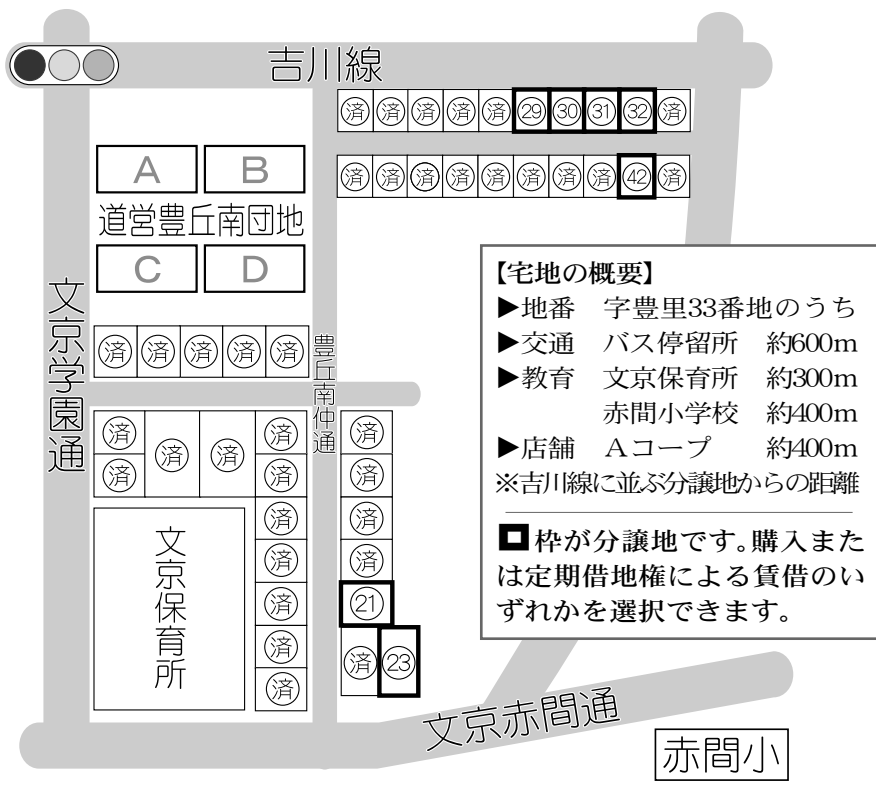 吉川線
済 済 済 済 済 29 30 31 32 済
済 済 済 済 済 済 済 済 42 済
A B
道営豊丘南団地
C D
文京学園通
済 済 済 済 済
豊丘南仲通
済 済 済 済 済
済 済
済 済
済 済
済 21
済 済 23
済
文京保育所
文京赤間通
赤間小
【宅地の概要】
▶地番 字豊里33番地のうち
▶交通 バス停留所 約600m
▶教育 文京保育所 約300m
赤間小学校 約400m
▶店舗 Aコープ 約400m
※吉川線に並ぶ分譲地からの距離
枠が分譲地です。購入また
は定期借地権による賃借のい
ずれかを選択できます。